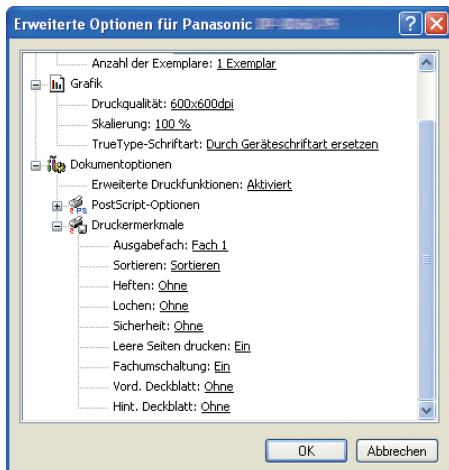 Erweiterte Optionen für Panasonic
Anzahl der Exemplare: 1 Exemplar
Grafik
Druckqualität: 600x600dpi
Skalierung: 100 %
TrueType-Schriftart: Durch Geräteschriftart ersetzen
Dokumentoptionen
Erweiterte Druckfunktionen: Aktiviert
PostScript-Optionen
Druckermerkmale
Ausgabefach: Fach 1
Sortieren: Sortieren
Heften: Ohne
Lochen: Ohne
Sicherheit: Ohne
Leere Seiten drucken: Ein
Fachumschaltung: Ein
Vord. Deckblatt: Ohne
Hint. Deckblatt: Ohne
OK Abbrechen